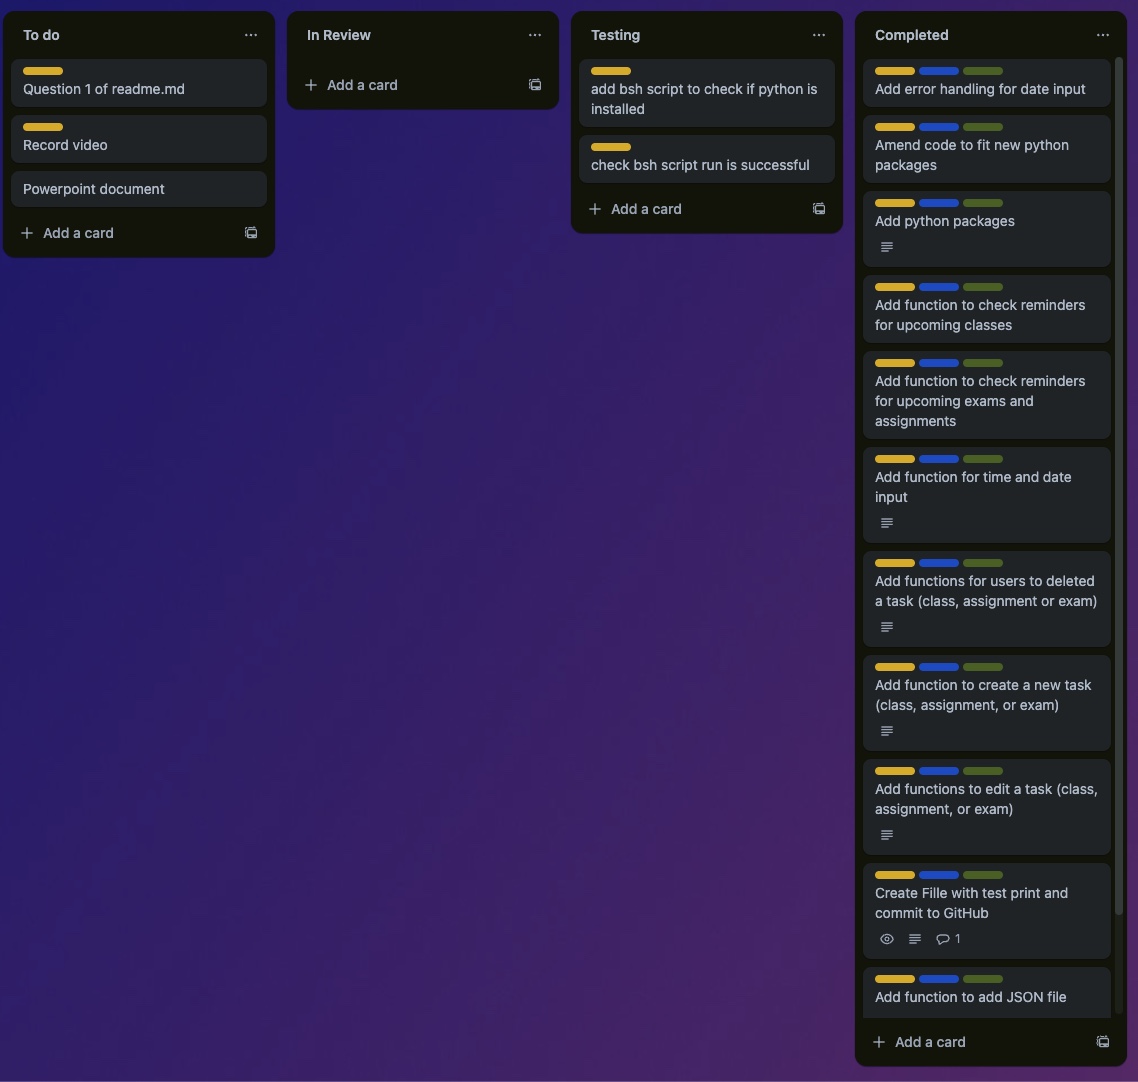 To do
Question 1 of readme.md
Record video
Powerpoint document
Add a card
In Review
Add a card
Testing
add bsh script to check if python is
installed
check bsh script run is successful
Add a card
Completed
Add error handling for date input
Amend code to fit new python
packages
Add python packages
Add function to check reminders
for upcoming classes
Add function to check reminders
for upcoming exams and
assignments
Add function for time and date
input
Add functions for users to deleted
a task (class, assignment or exam)
Add function to create a new task
(class, assignment, or exam)
Add functions to edit a task (class,
assignment, or exam)
Create Fille with test print and
commit to GitHub
1
Add function to add JSON file
Add a card